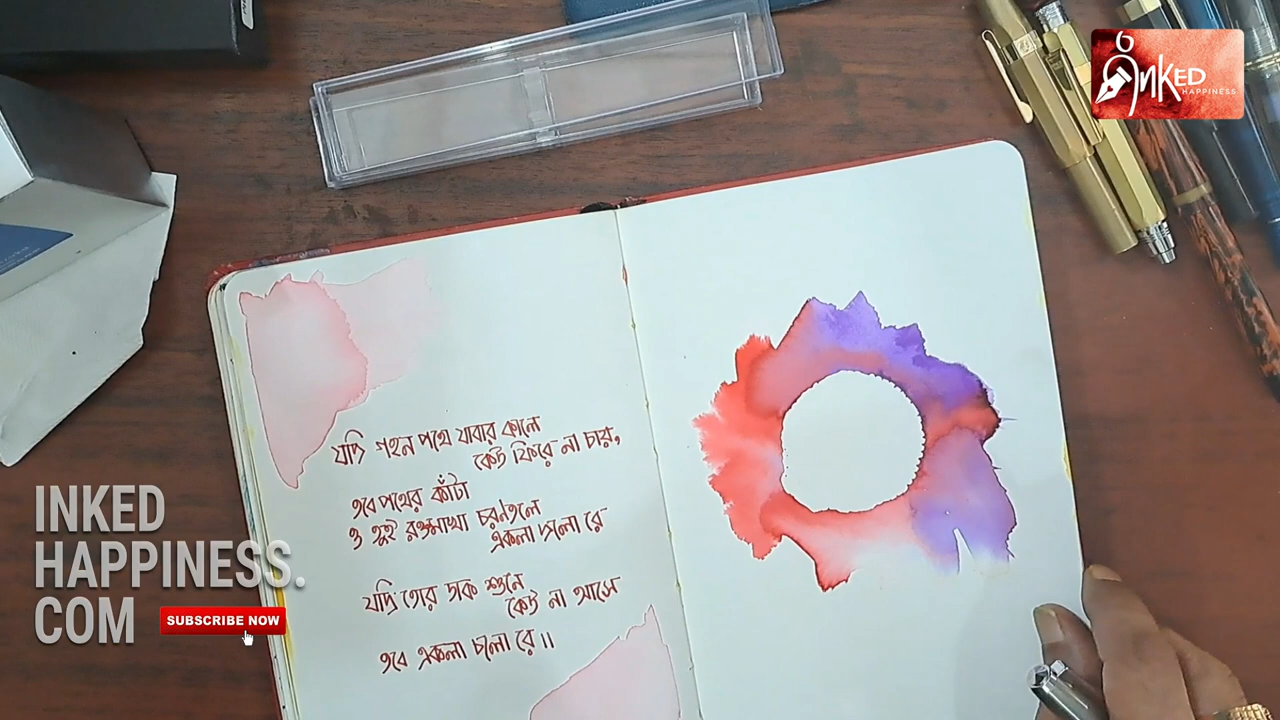 INKED HAPPINESS
যদি গহন পথে যাবার কালে
কেউ ফিরে না চায়,
তবে পথের কাঁটা
ও তুই রক্তমাখা চরণতলে
একলা দলো রে
যদি তোর ডাক শুনে
কেউ না আসে
তবে একলা চলো রে॥
INKED
HAPPINESS.
COM
SUBSCRIBE NOW